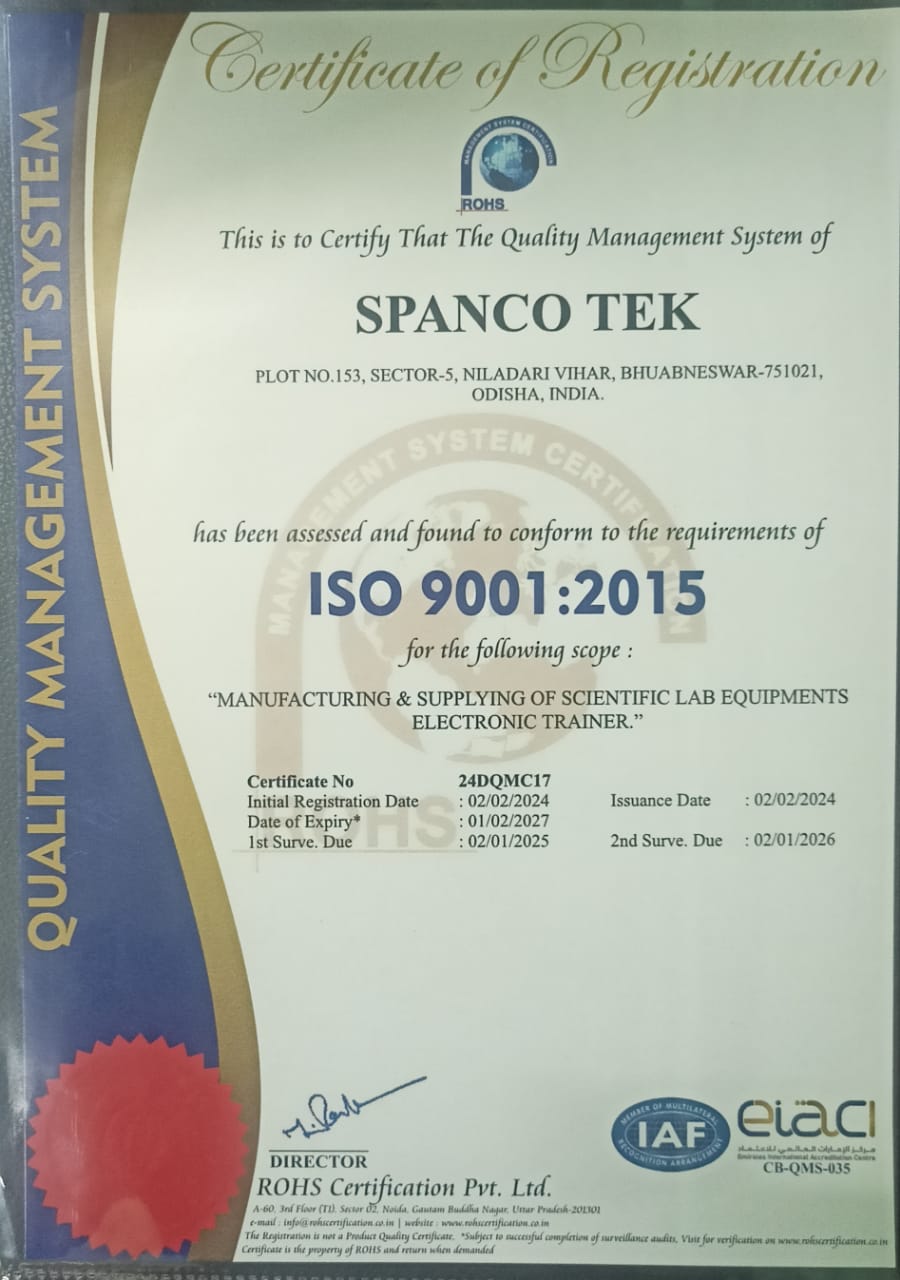 QUALITY MANAGEMENT SYSTEM
Certificate of Registration
MANAGEMENT SYSTEM CERTIFICATION
ROHS
This is to Certify That The Quality Management System of
SPANCO TEK
PLOT NO.153, SECTOR-5, NILADARI VIHAR, BHUABNESWAR-751021,
ODISHA, INDIA.
MANAGEMENT SYSTEM CERTIFICATION
has been assessed and found to conform to the requirements of
ISO 9001:2015
for the following scope :
“MANUFACTURING & SUPPLYING OF SCIENTIFIC LAB EQUIPMENTS
ELECTRONIC TRAINER.”
Certificate No 24DQMC17
Initial Registration Date : 02/02/2024 Issuance Date : 02/02/2024
Date of Expiry* : 01/02/2027
1st Surve. Due : 02/01/2025 2nd Surve. Due : 02/01/2026
ROHS
DIRECTOR
ROHS Certification Pvt. Ltd.
A-60, 3rd Floor (T1), Sector 02, Noida, Gautam Buddha Nagar, Uttar Pradesh-201301
e-mail : info@rohscertification.co.in | website : www.rohscertification.co.in
The Registration is not a Product Quality Certificate. *Subject to successful completion of surveillance audits, Visit for verification on www.rohscertification.co.in
Certificate is the property of ROHS and return when demanded
MEMBER OF MULTILATERAL
IAF
RECOGNITION ARRANGEMENT
eiaci
مركز الإمارات العالمي للاعتماد
Emirates International Accreditation Centre
CB-QMS-035